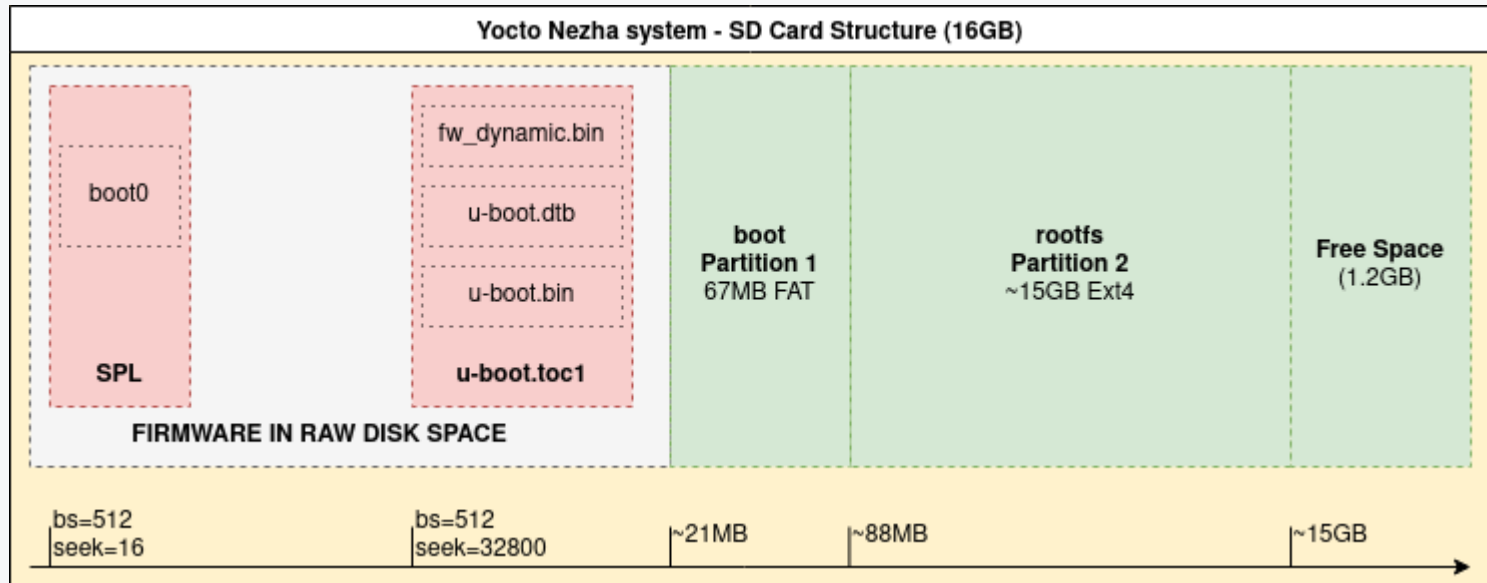 Yocto Nezha system - SD Card Structure (16GB)
boot0
SPL
fw_dynamic.bin
u-boot.dtb
u-boot.bin
u-boot.toc1
FIRMWARE IN RAW DISK SPACE
boot
Partition 1
67MB FAT
rootfs
Partition 2
~15GB Ext4
Free Space
(1.2GB)
bs=512
seek=16
bs=512
seek=32800
~21MB
~88MB
~15GB